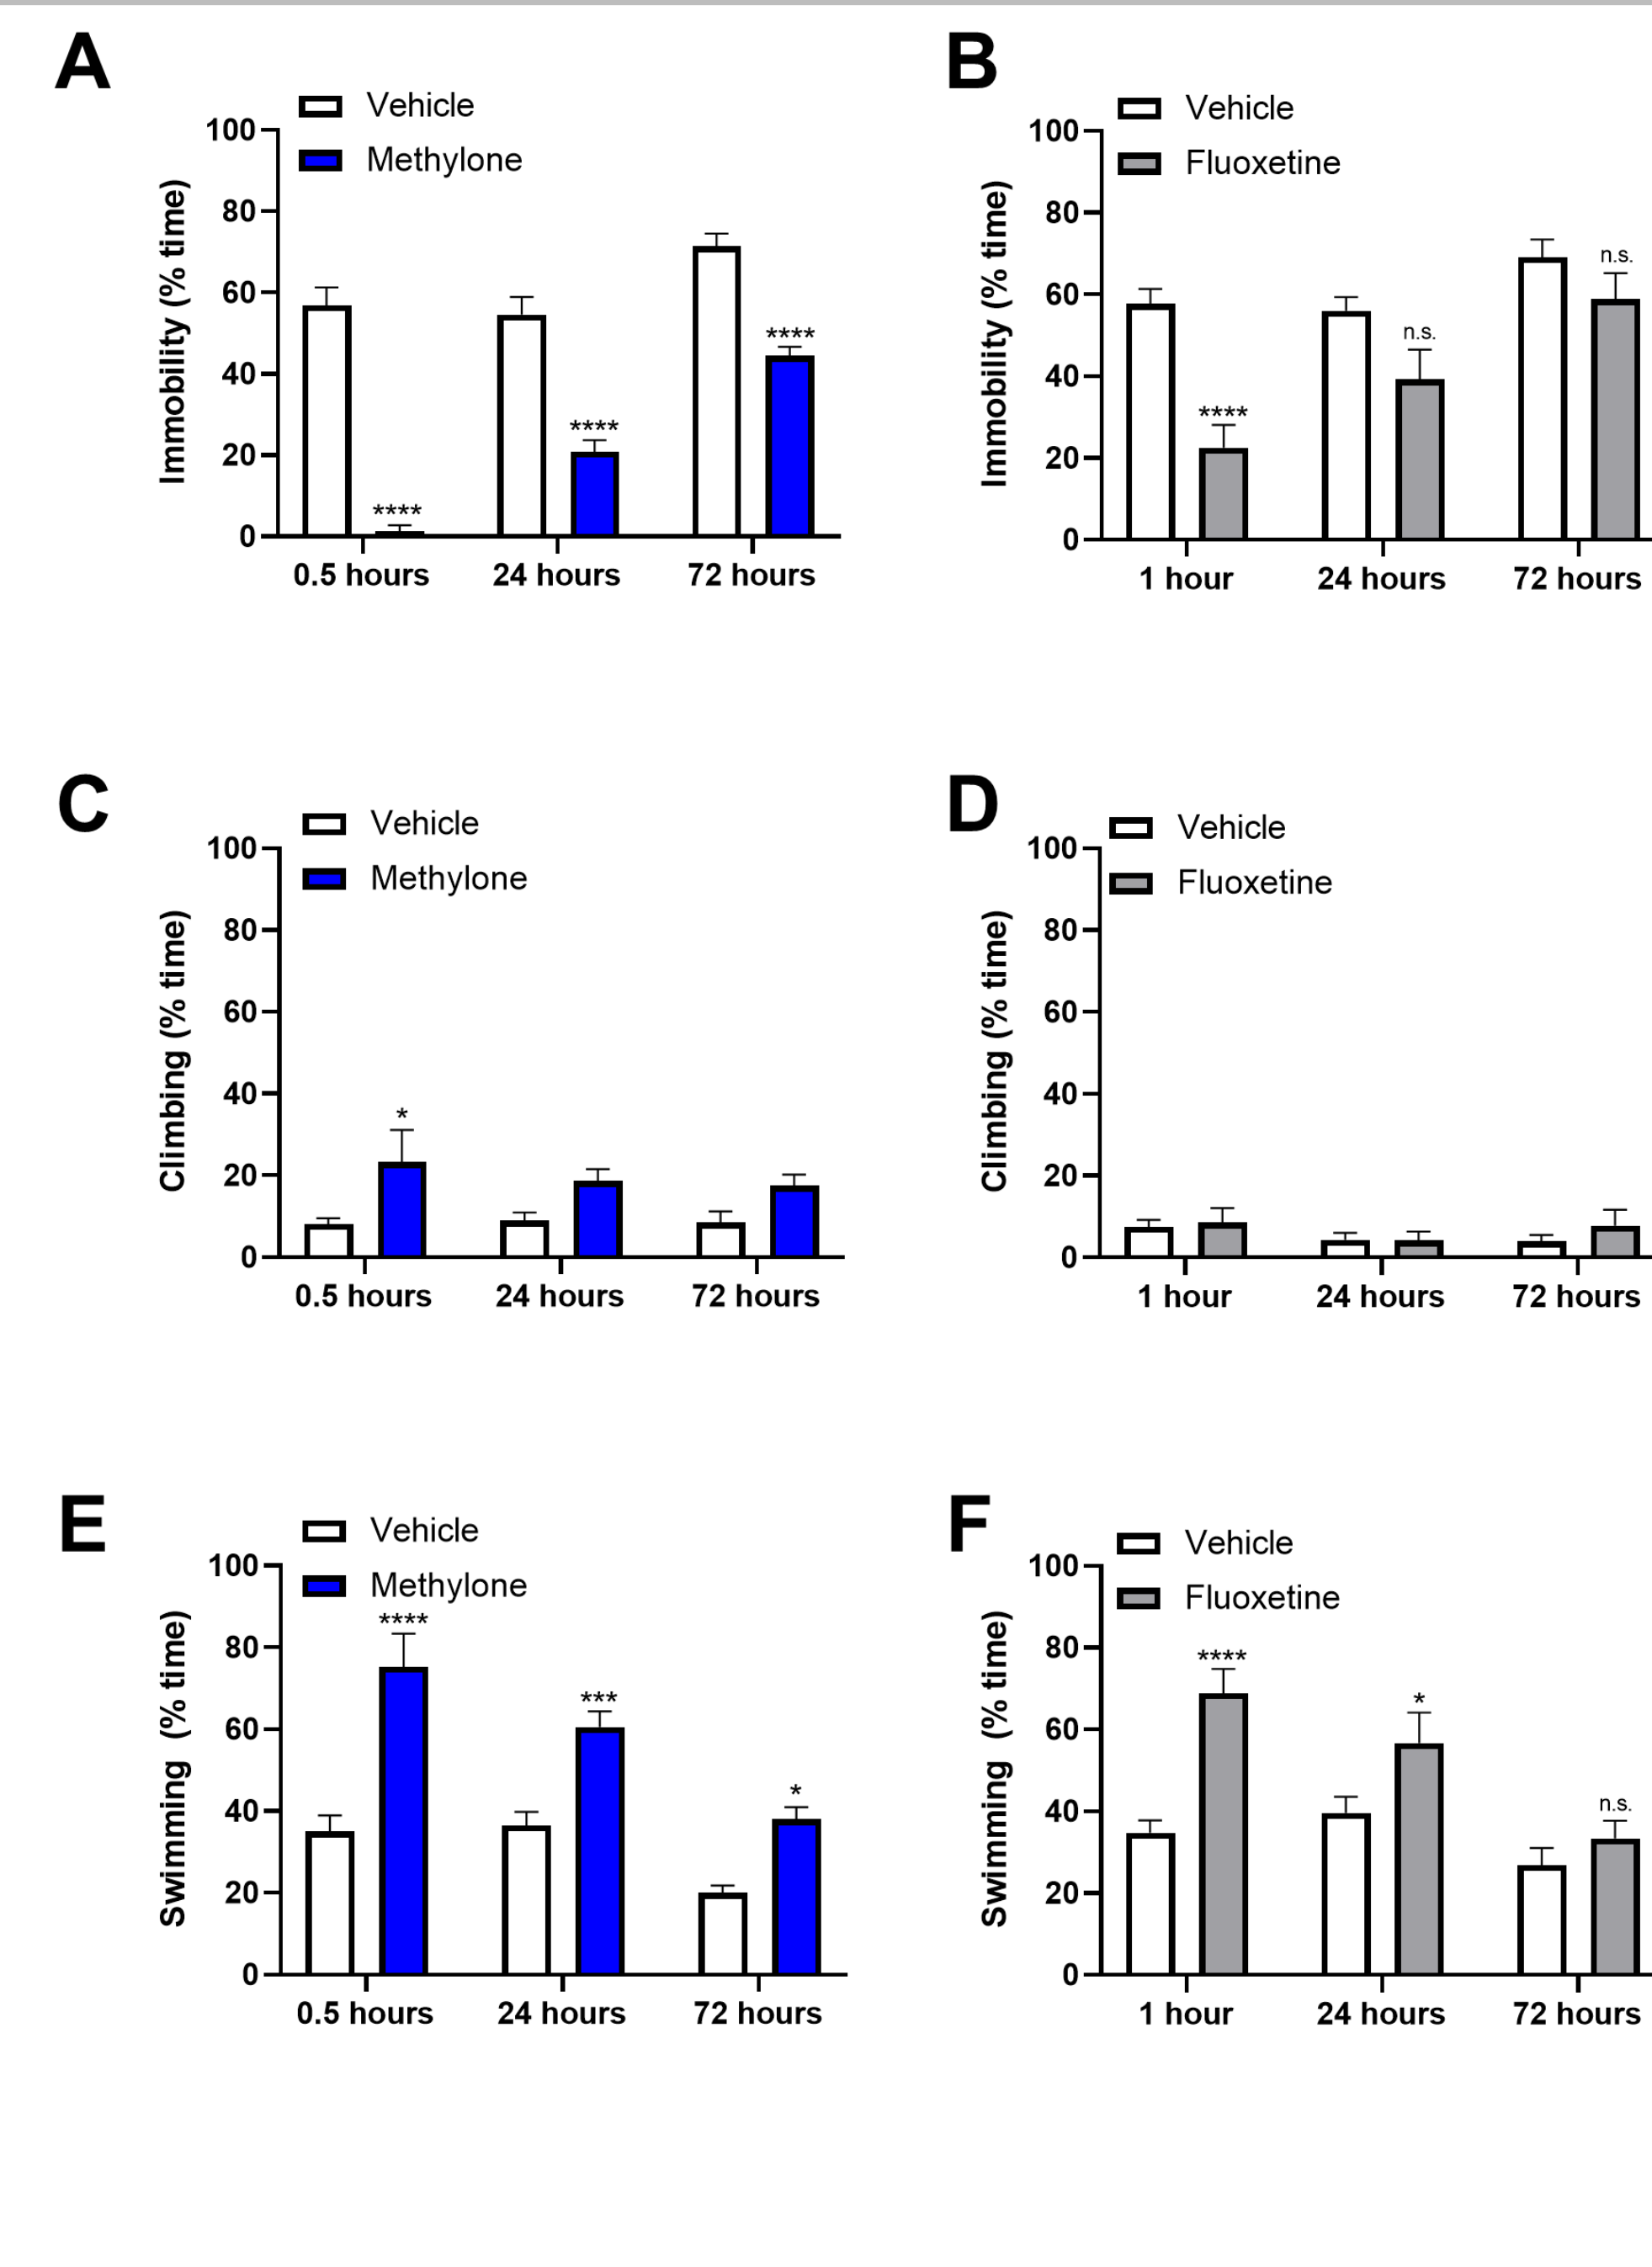 A
Vehicle
Methylone
Immobility (% time)
100
80
60
40
20
0
****
****
****
0.5 hours
24 hours
72 hours
B
Vehicle
Fluoxetine
Immobility (% time)
100
80
60
40
20
0
****
n.s.
n.s.
1 hour
24 hours
72 hours
C
Vehicle
Methylone
Climbing (% time)
100
80
60
40
20
0
*
0.5 hours
24 hours
72 hours
D
Vehicle
Fluoxetine
Climbing (% time)
100
80
60
40
20
0
1 hour
24 hours
72 hours
E
Vehicle
Methylone
Swimming (% time)
100
80
60
40
20
0
****
***
*
0.5 hours
24 hours
72 hours
F
Vehicle
Fluoxetine
Swimming (% time)
100
80
60
40
20
0
****
*
n.s.
1 hour
24 hours
72 hours